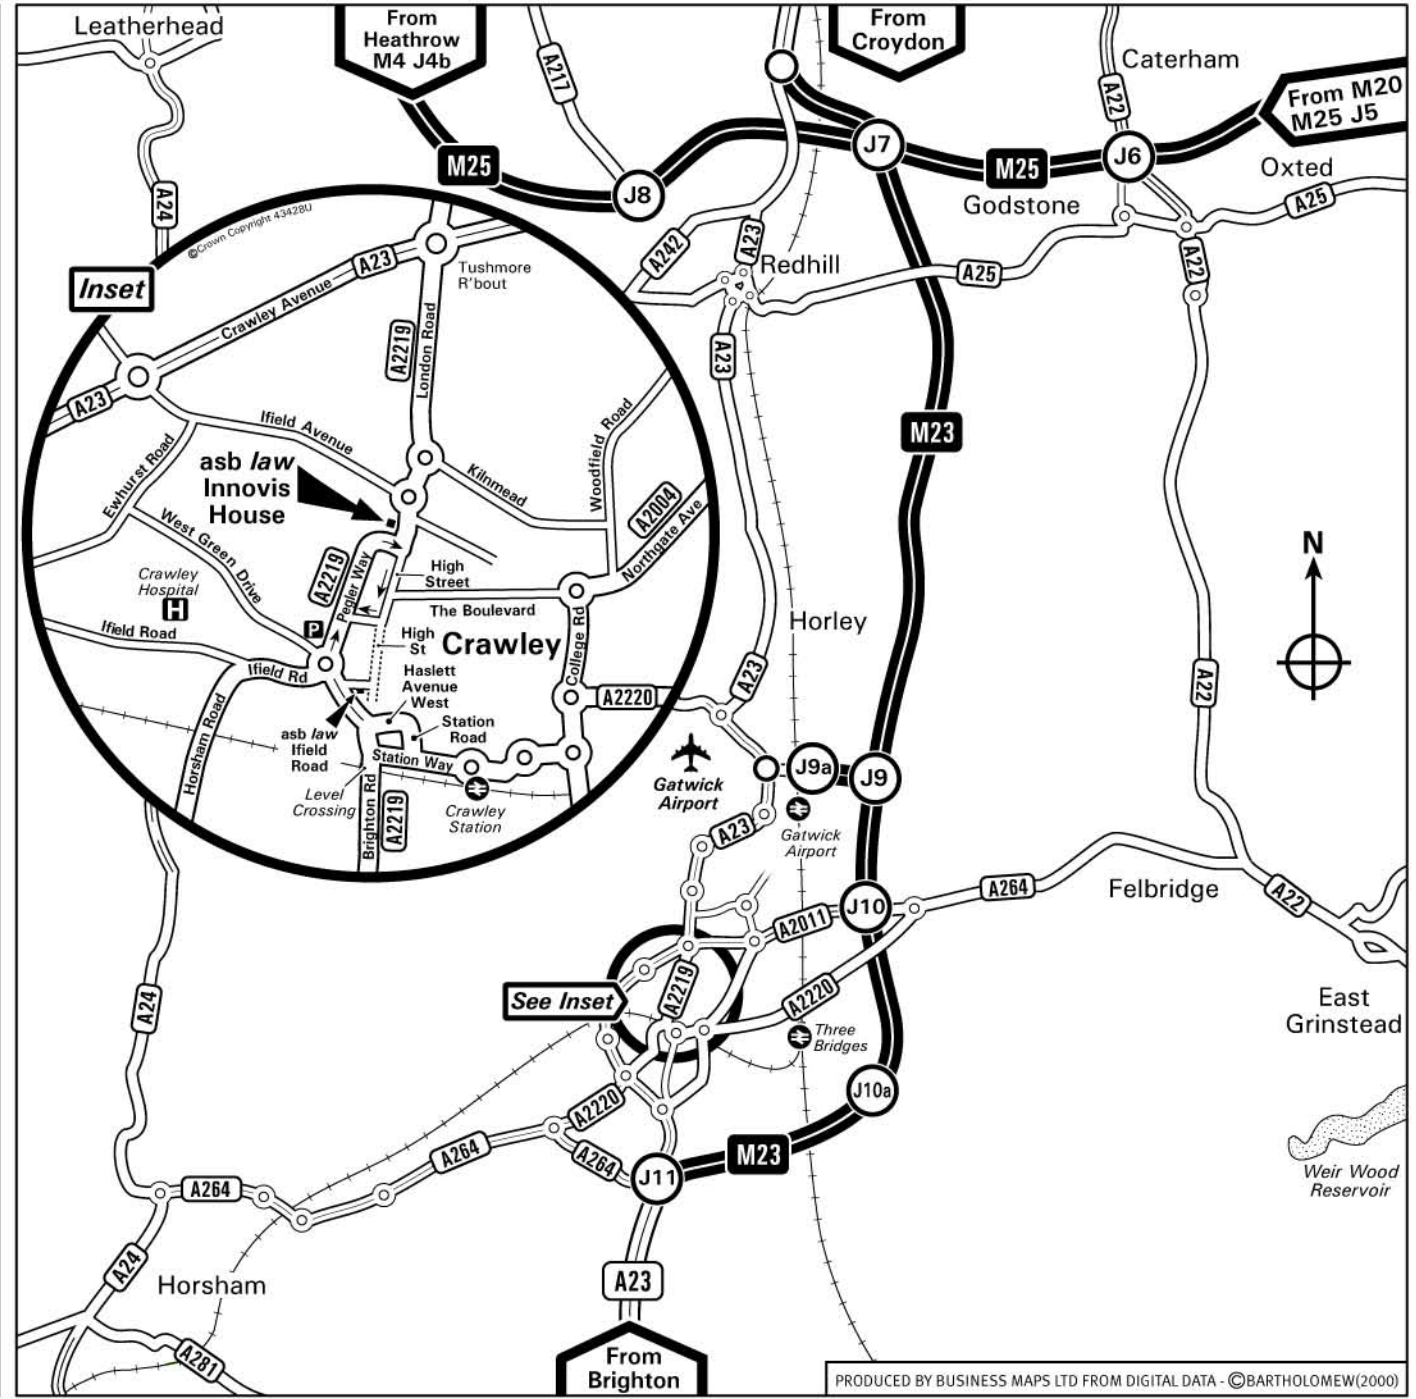 Leatherhead
From
Heathrow
M4 J4b
From
Croydon
Caterham
From M20
M25 J5
A217
A22
J7
M25
J8
M25
J6
Oxted
Godstone
A25
A24
©Crown Copyright 43428U
A242
A23
Redhill
A25
A22
Inset
A23
Tushmore
R'bout
Crawley Avenue
A2219
London Road
A23
A23
M23
Ifield Avenue
Woodfield Road
Ewhurst Road
asb law
Innovis
House
Kilnmead
A2004
Northgate Ave
West Green Drive
N
Crawley
Hospital
H
A2219
Pegler Way
High
Street
The Boulevard
P
Ifield Road
High
St
Crawley
College Rd
Horley
Ifield Rd
Haslett
Avenue
West
A2220
A23
A22
Horsham Road
asb law
Ifield
Road
Station
Road
Station Way
Level
Crossing
Brighton Rd
A2219
Crawley
Station
Gatwick
Airport
J9a
J9
Gatwick
Airport
A23
A264
Felbridge
A22
J10
A2011
A2219
See Inset
A2220
Three
Bridges
East
Grinstead
A24
J10a
A2220
A264
A264
M23
J11
Weir Wood
Reservoir
A264
A24
Horsham
A23
A281
From
Brighton
PRODUCED BY BUSINESS MAPS LTD FROM DIGITAL DATA - ©BARTHOLOMEW(2000)